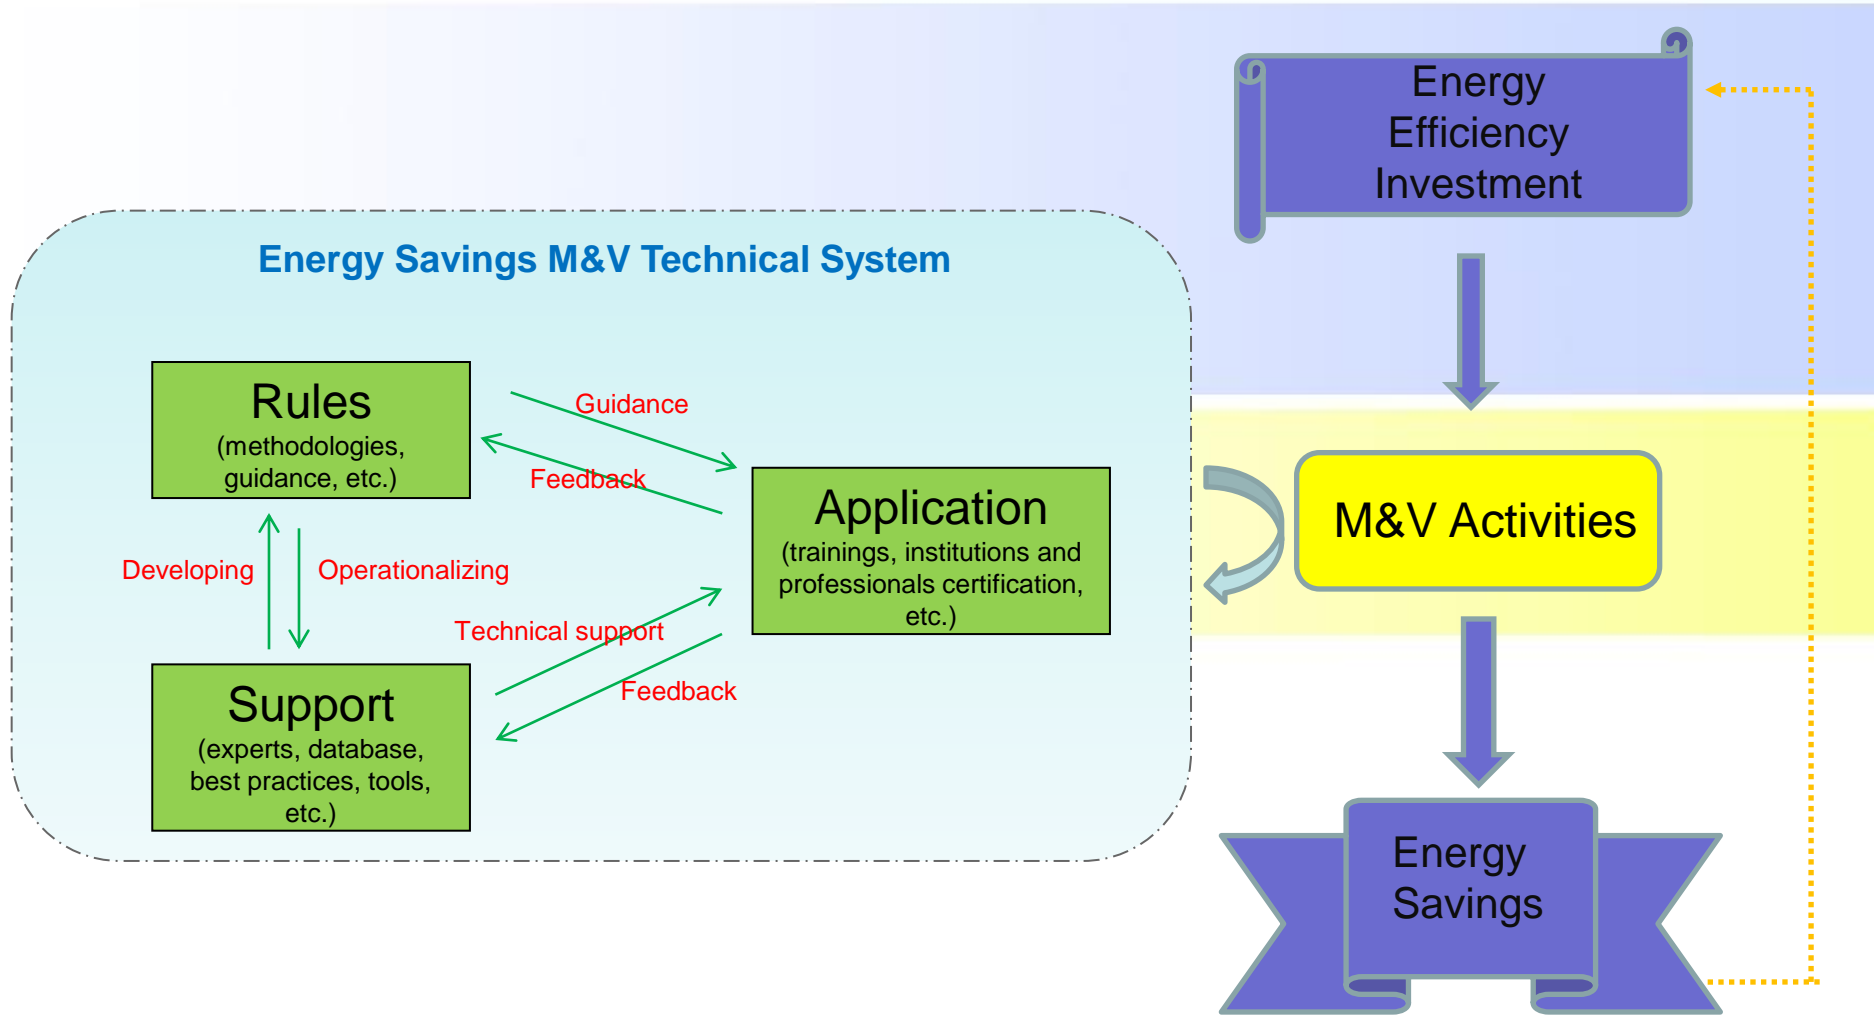 Energy
Efficiency
Investment
Energy Savings M&V Technical System
Rules
(methodologies,
guidance, etc.)
Guidance
Feedback
Application
(trainings, institutions and
professionals certification,
etc.)
M&V Activities
Developing
Operationalizing
Technical support
Feedback
Support
(experts, database,
best practices, tools,
etc.)
Energy
Savings